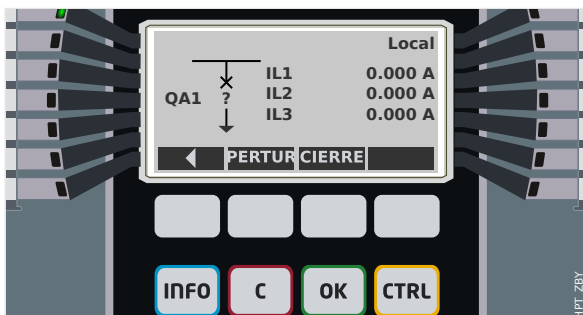 Local
IL1 0.000 A
QA1 ? IL2 0.000 A
IL3 0.000 A
PERTUR CIERRE
INFO C OK CTRL
HPT_ZBY